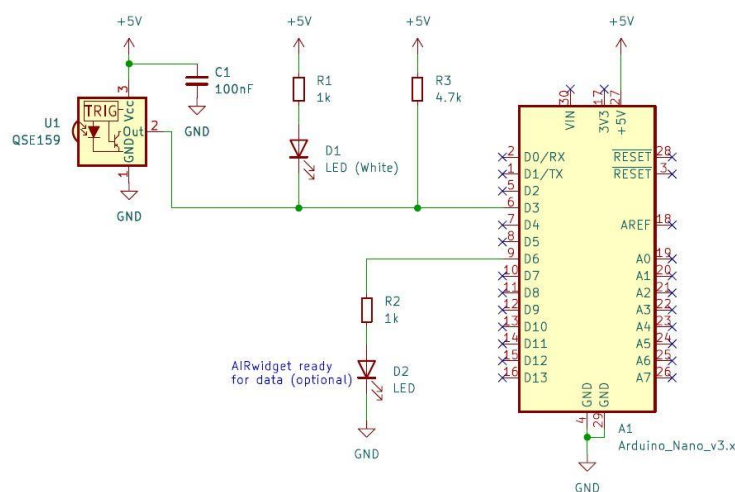 +5V
+5V
+5V
+5V
C1
100nF
GND
U1
QSE159
TRIG
Vcc
Out
GND
3
2
1
GND
R1
1k
D1
LED (White)
R3
4.7k
R2
1k
AIRwidget ready
for data (optional)
D2
LED
GND
30
17
27
VIN
3V3
+5V
2 D0/RX
1 D1/TX
5 D2
6 D3
7 D4
8 D5
9 D6
10 D7
11 D8
12 D9
13 D10
14 D11
15 D12
16 D13
RESET 28
RESET 3
AREF 18
A0 19
A1 20
A2 21
A3 22
A4 23
A5 24
A6 25
A7 26
GND
GND
4
29
A1
Arduino_Nano_v3.x
GND